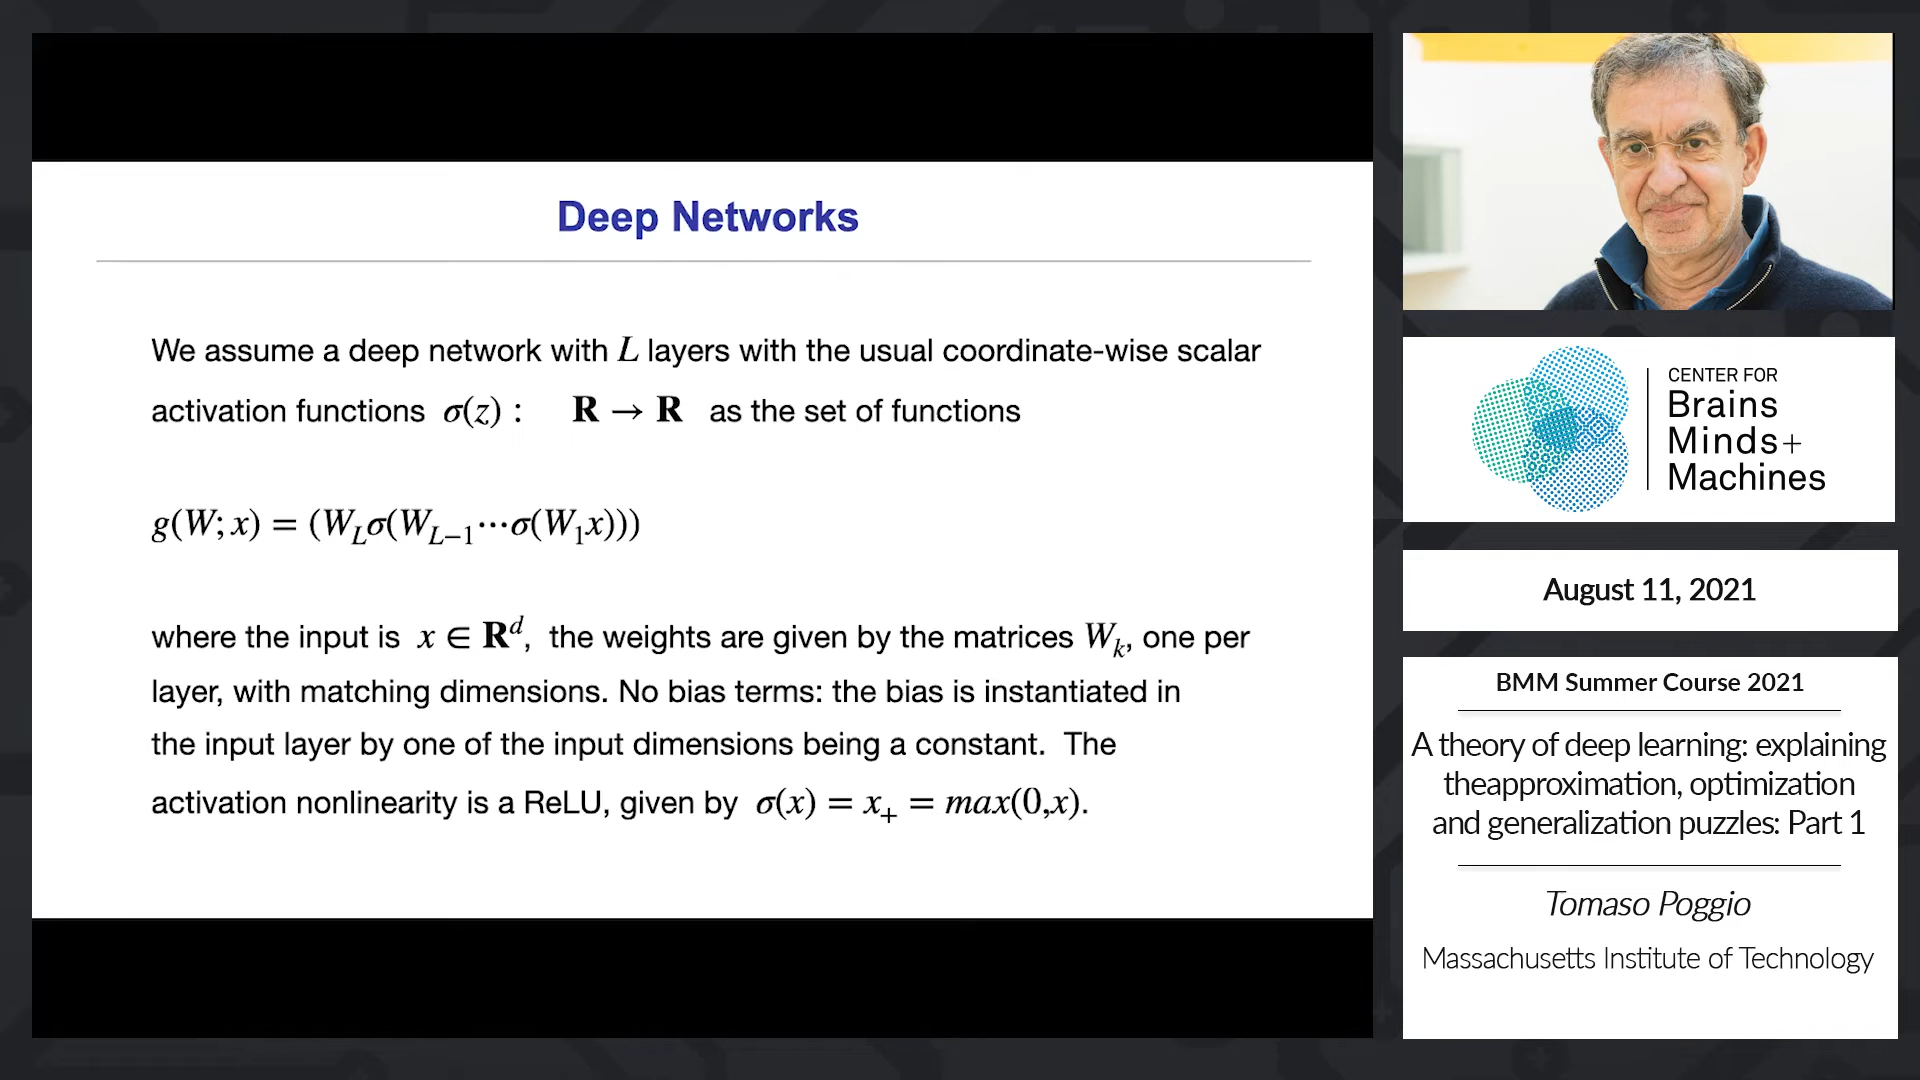 Deep Networks
We assume a deep network with L layers with the usual coordinate-wise scalar
activation functions σ(z) : R → R as the set of functions
g(W; x) = (W_Lσ(W_{L−1}⋯σ(W_1x)))
where the input is x ∈ R^d, the weights are given by the matrices W_k, one per
layer, with matching dimensions. No bias terms: the bias is instantiated in
the input layer by one of the input dimensions being a constant. The
activation nonlinearity is a ReLU, given by σ(x) = x_+ = max(0,x).
CENTER FOR
Brains
Minds+
Machines
August 11, 2021
BMM Summer Course 2021
A theory of deep learning: explaining
theapproximation, optimization
and generalization puzzles: Part 1
Tomaso Poggio
Massachusetts Institute of Technology